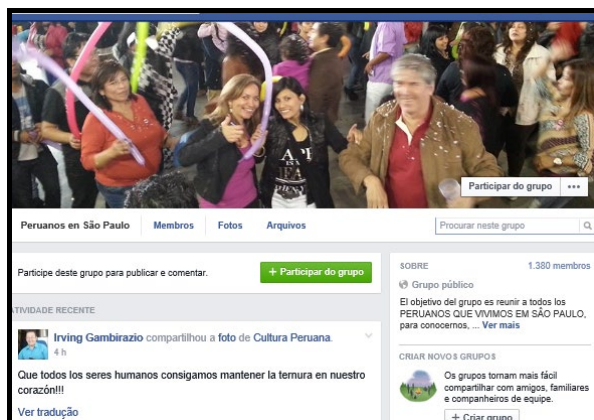 Participar do grupo
Peruanos en São Paulo Membros Fotos Arquivos Procurar neste grupo
Participe deste grupo para publicar e comentar. + Participar do grupo
ATIVIDADE RECENTE
Irving Gambirazio compartilhou a foto de Cultura Peruana.
4 h
Que todos los seres humanos consigamos mantener la ternura en nuestro
corazón!!!
Ver tradução
SOBRE 1.380 membros
Grupo público
El objetivo del grupo es reunir a todos los
PERUANOS QUE VIVIMOS EM SÃO PAULO,
para conocernos, ... Ver mais
CRIAR NOVOS GRUPOS
Os grupos tornam mais fácil
compartilhar com amigos, familiares
e companheiros de equipe.
+ Criar grupo